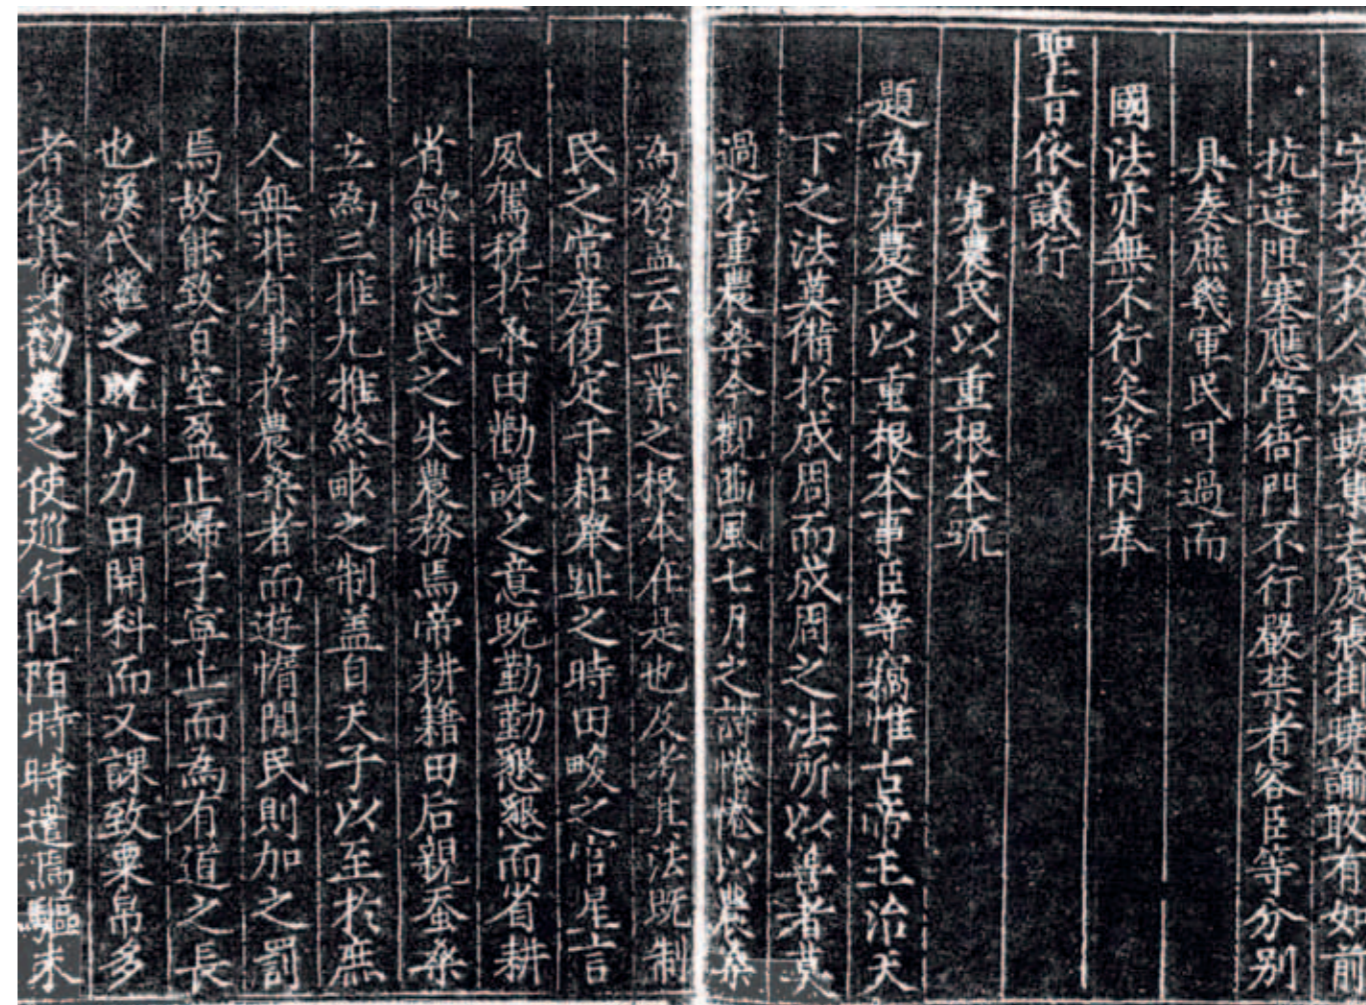 抗違阻塞應管衙門不行嚴禁者容臣等分別
具奏庶幾軍民可過而
國法亦無不行矣等因奉
聖旨依議行
寬農民以重根本疏
題為寬農民以重根本事臣等竊惟古帝王治天
下之法莫備於成周而成周之法所以善者莫
過於重農桑今觀豳風七月之詩惓惓以農桑
為務蓋云王業之根本在是也及考其法既制
民之常產復定于耜舉趾之時田畯之官星言
夙駕稅於桑田勸課之意既勤勤懇懇而省耕
省斂惟恐民之失農務焉帝耕籍田后親蚕桑
立為三推九推終畝之制蓋自天子以至於庶
人無非有事於農桑者而遊惰閒民則加之罰
焉故能致百室盈止婦子寧止而為有道之長
也漢代繼之既以力田開科而又課致粟帛多
者復其身勸農之使廵行阡陌時時遣焉驅末